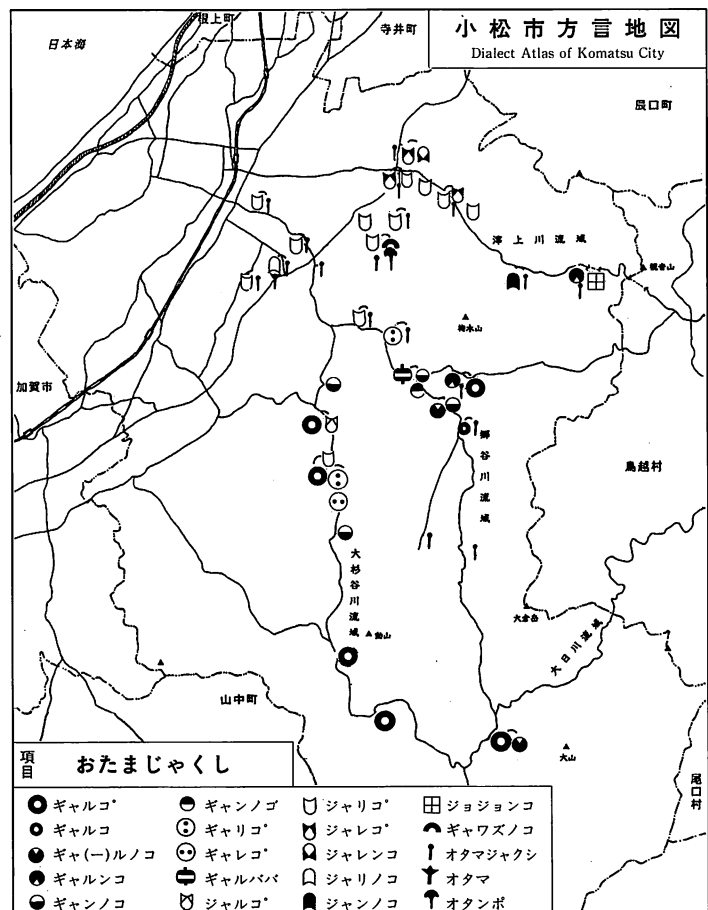 小松市方言地図
Dialect Atlas of Komatsu City
日本海
根上町
寺井町
辰口町
滓上川流域
観音山
梅木山
加賀市
郷谷川流域
鳥越村
大杉谷川流域
動山
大倉岳
大日川流域
山中町
大山
尾口村
項目
おたまじゃくし
ギャルコ゜
ギャルコ
ギャ(ー)ルノコ
ギャルンコ
ギャンノコ
ギャンノゴ
ギャリコ゜
ギャレコ゜
ギャルババ
ジャルコ゜
ジャリコ゜
ジャレコ゜
ジャレンコ
ジャリノコ
ジャンノコ
ジョジョンコ
ギャワズノコ
オタマジャクシ
オタマ
オタンポ